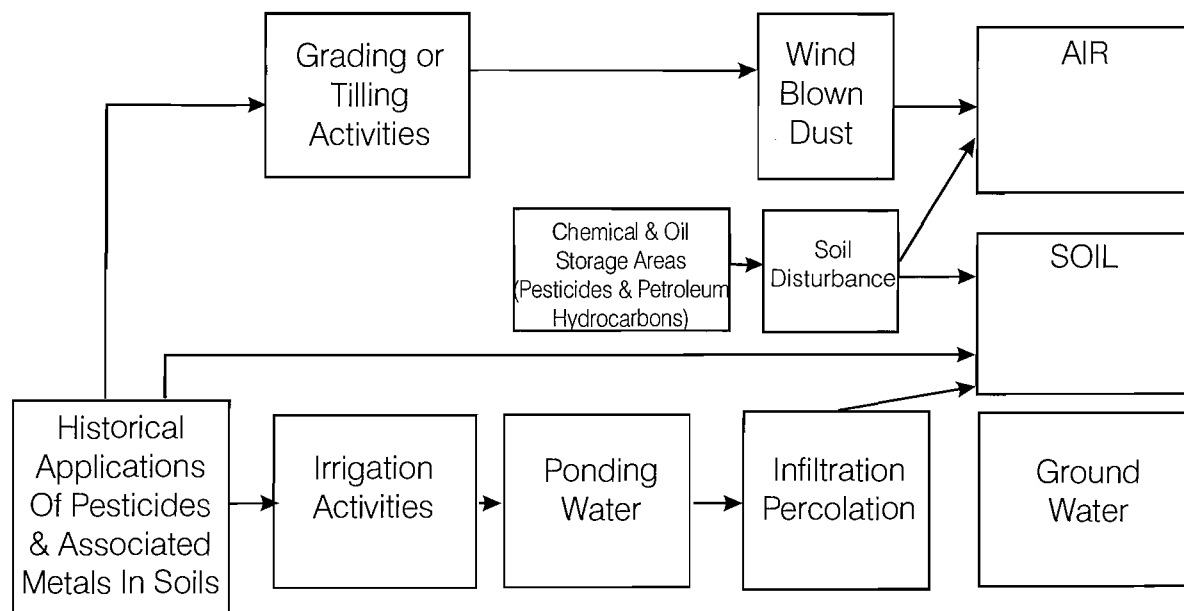 Grading or
Tilling
Activities
Wind
Blown
Dust
AIR
Chemical & Oil
Storage Areas
(Pesticides & Petroleum
Hydrocarbons)
Soil
Disturbance
SOIL
Historical
Applications
Of Pesticides
& Associated
Metals In Soils
Irrigation
Activities
Ponding
Water
Infiltration
Percolation
Ground
Water